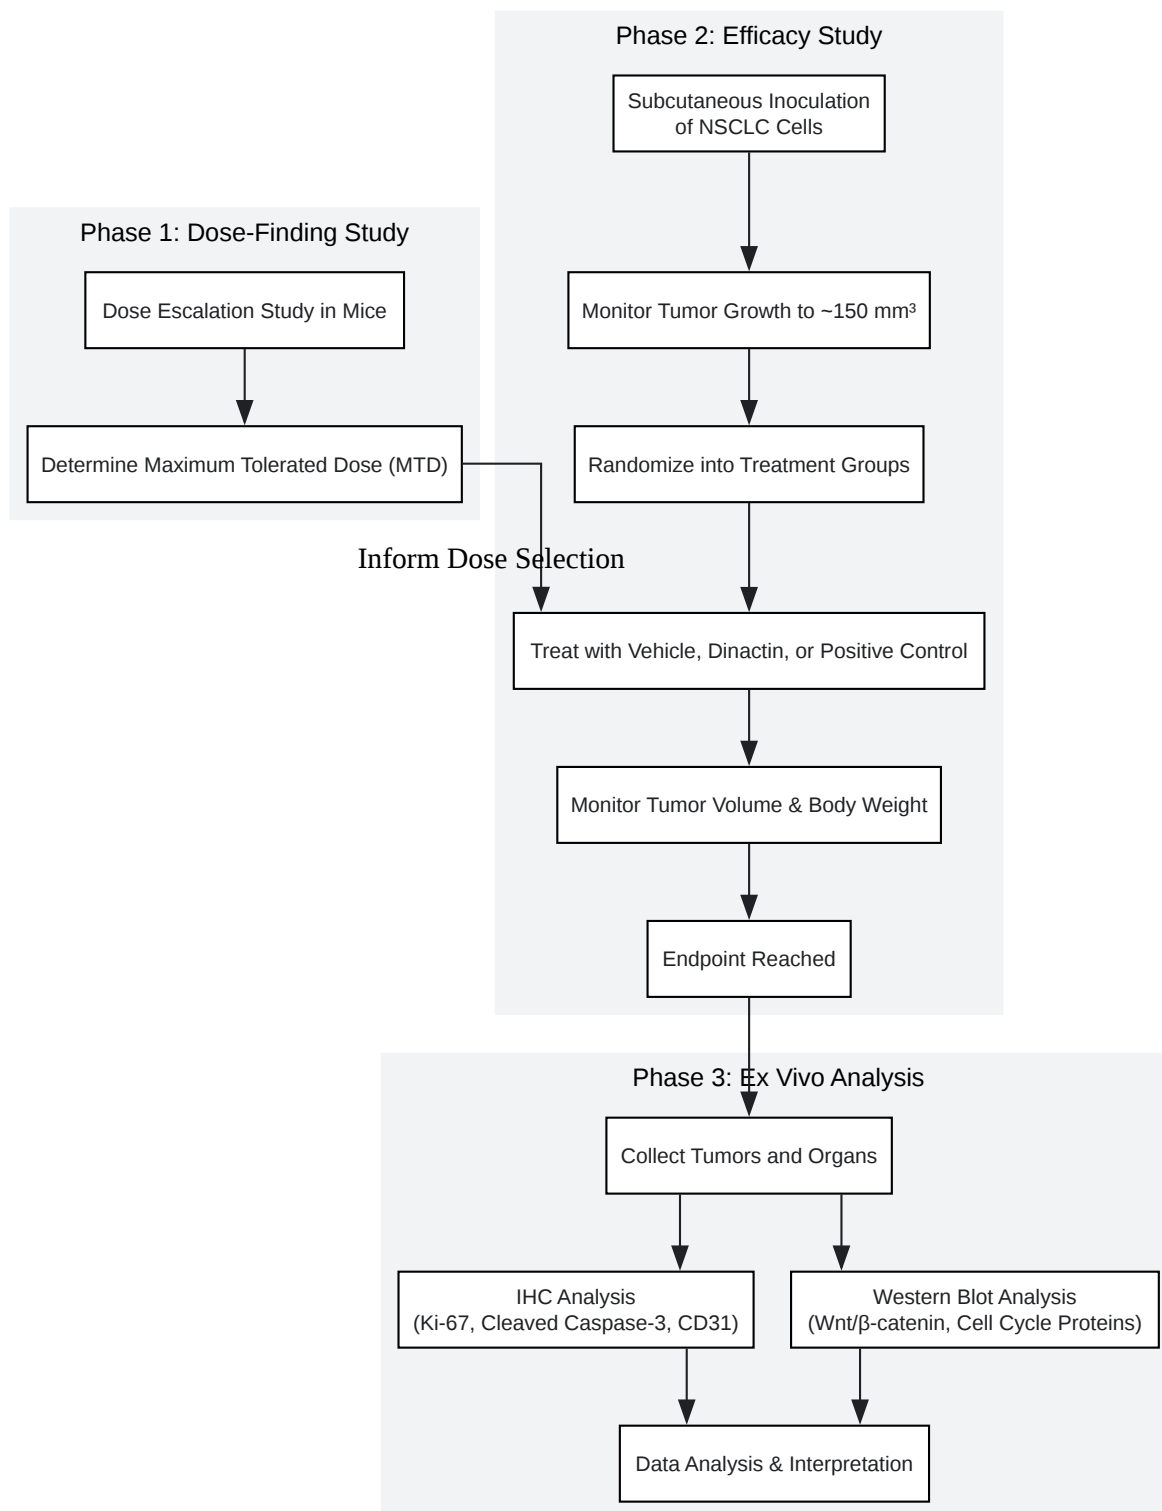 Phase 2: Efficacy Study
Subcutaneous Inoculation
of NSCLC Cells
Phase 1: Dose-Finding Study
Dose Escalation Study in Mice
Monitor Tumor Growth to ~150 mm³
Determine Maximum Tolerated Dose (MTD)
Randomize into Treatment Groups
Inform Dose Selection
Treat with Vehicle, Dinactin, or Positive Control
Monitor Tumor Volume & Body Weight
Endpoint Reached
Phase 3: Ex Vivo Analysis
Collect Tumors and Organs
IHC Analysis
(Ki-67, Cleaved Caspase-3, CD31)
Western Blot Analysis
(Wnt/β-catenin, Cell Cycle Proteins)
Data Analysis & Interpretation